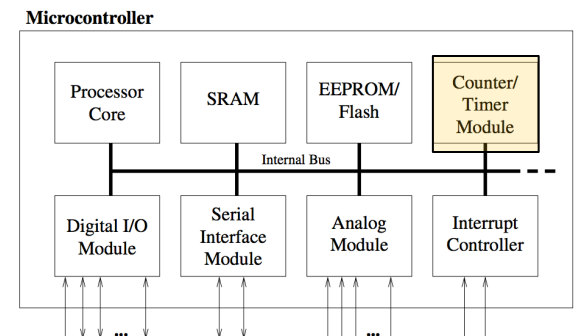 Microcontroller
Processor
Core
SRAM
EEPROM/
Flash
Counter/
Timer
Module
Internal Bus
Digital I/O
Module
Serial
Interface
Module
Analog
Module
Interrupt
Controller
...
...